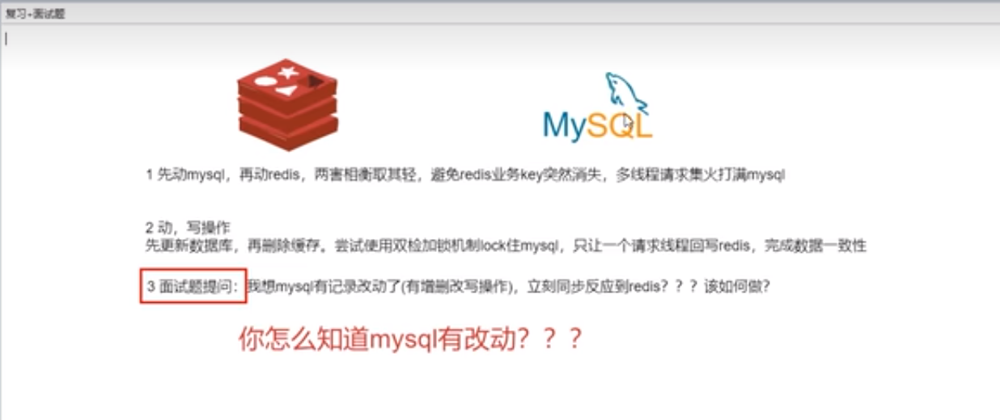 复习+面试题
MySQL
1 先动mysql，再动redis，两害相衡取其轻，避免redis业务key突然消失，多线程请求集火打满mysql
2 动，写操作
先更新数据库，再删除缓存。尝试使用双检加锁机制lock住mysql，只让一个请求线程回写redis，完成数据一致性
3 面试题提问：我想mysql有记录改动了(有增删改写操作)，立刻同步反应到redis？？？该如何做？
你怎么知道mysql有改动？？？